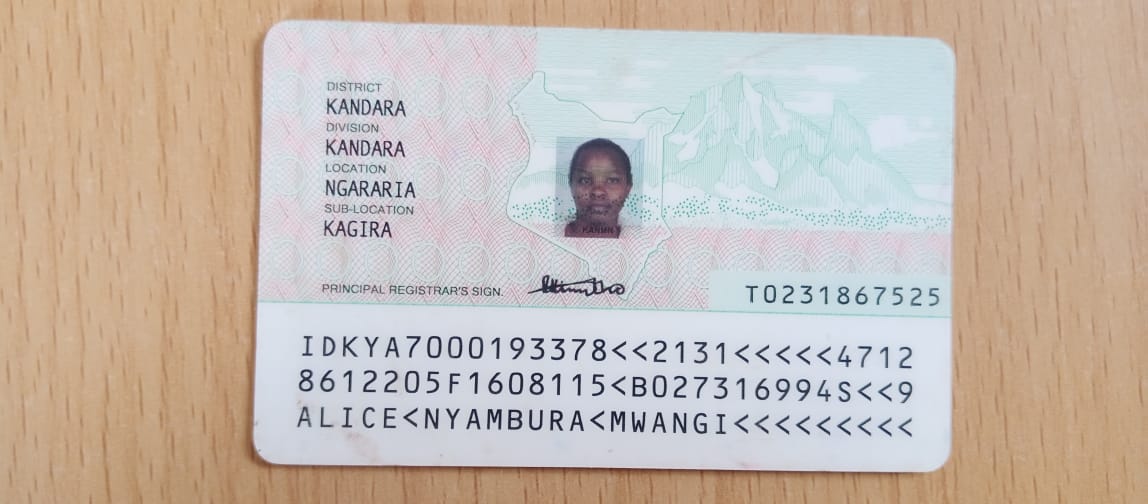 DISTRICT
KANDARA
DIVISION
KANDARA
LOCATION
NGARARIA
SUB-LOCATION
KAGIRA
PRINCIPAL REGISTRAR'S SIGN.
T0231867525
IDKYA7000193378<<2131<<<<<4712
8612205F1608115<B027316994S<<9
ALICE<NYAMBURA<MWANGI<<<<<<<<<